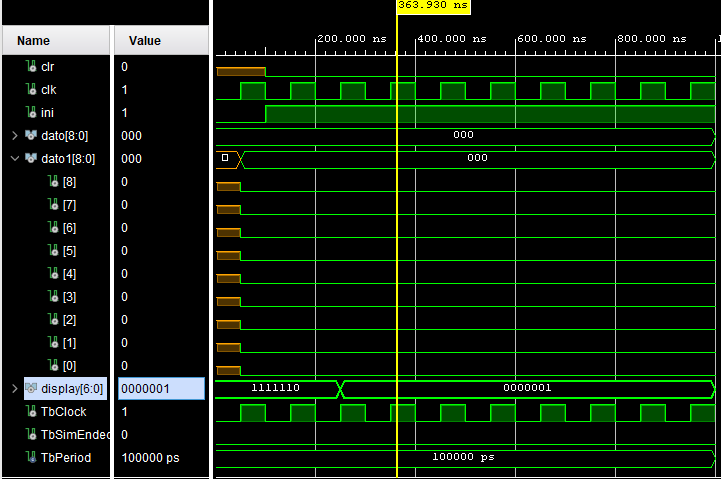 363.930 ns
Name Value 200.000 ns 400.000 ns 600.000 ns 800.000 ns
clr 0
clk 1
ini 1
dato[8:0] 000 000
dato1[8:0] 000 000
[8] 0
[7] 0
[6] 0
[5] 0
[4] 0
[3] 0
[2] 0
[1] 0
[0] 0
display[6:0] 0000001 1111110 0000001
TbClock 1
TbSimEnded 0
TbPeriod 100000 ps 100000 ps